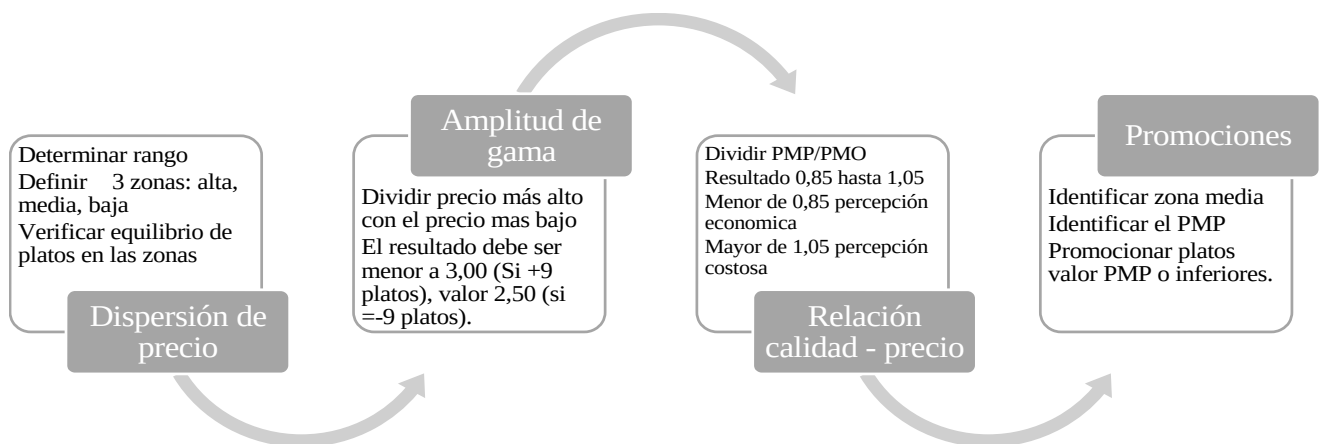 Determinar rango
Definir 3 zonas: alta,
media, baja
Verificar equilibrio de
platos en las zonas
Dispersión de
precio
Amplitud de
gama
Dividir precio más alto
con el precio mas bajo
El resultado debe ser
menor a 3,00 (Si +9
platos), valor 2,50 (si
=-9 platos).
Dividir PMP/PMO
Resultado 0,85 hasta 1,05
Menor de 0,85 percepción
economica
Mayor de 1,05 percepción
costosa
Relación
calidad - precio
Promociones
Identificar zona media
Identificar el PMP
Promocionar platos
valor PMP o inferiores.